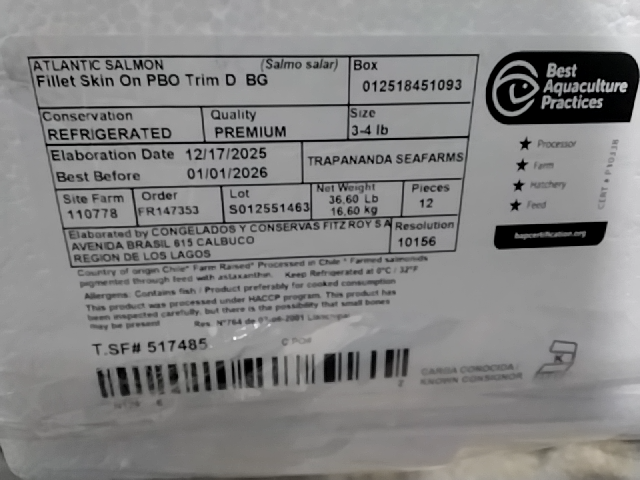 ATLANTIC SALMON (Salmo salar)
Fillet Skin On PBO Trim D BG
Box
012518451093
Conservation
REFRIGERATED
Quality
PREMIUM
Size
3-4 lb
Elaboration Date 12/17/2025
Best Before 01/01/2026
TRAPANANDA SEAFARMS
Site Farm
110778
Order
FR147353
Lot
S012551463
Net Weight
36,60 Lb
16,60 kg
Pieces
12
Elaborated by CONGELADOS Y CONSERVAS FITZ ROY S A
AVENIDA BRASIL 615 CALBUCO
REGION DE LOS LAGOS
Resolution
10156
Country of origin Chile* Farm Raised* Processed in Chile * Farmed salmonids
pigmented through feed with astaxanthin. Keep Refrigerated at 0°C / 32°F
Allergens: Contains fish / Product preferably for cooked consumption
This product was processed under HACCP program. This product has
been inspected carefully, but there is the possibility that small bones
may be present Res. N°764 de 2001
T.SF# 517485
Best
Aquaculture
Practices
Processor
Farm
Hatchery
Feed
bapcertification.org
CARGA CONOCIDA/
KNOWN CONSIGNOR